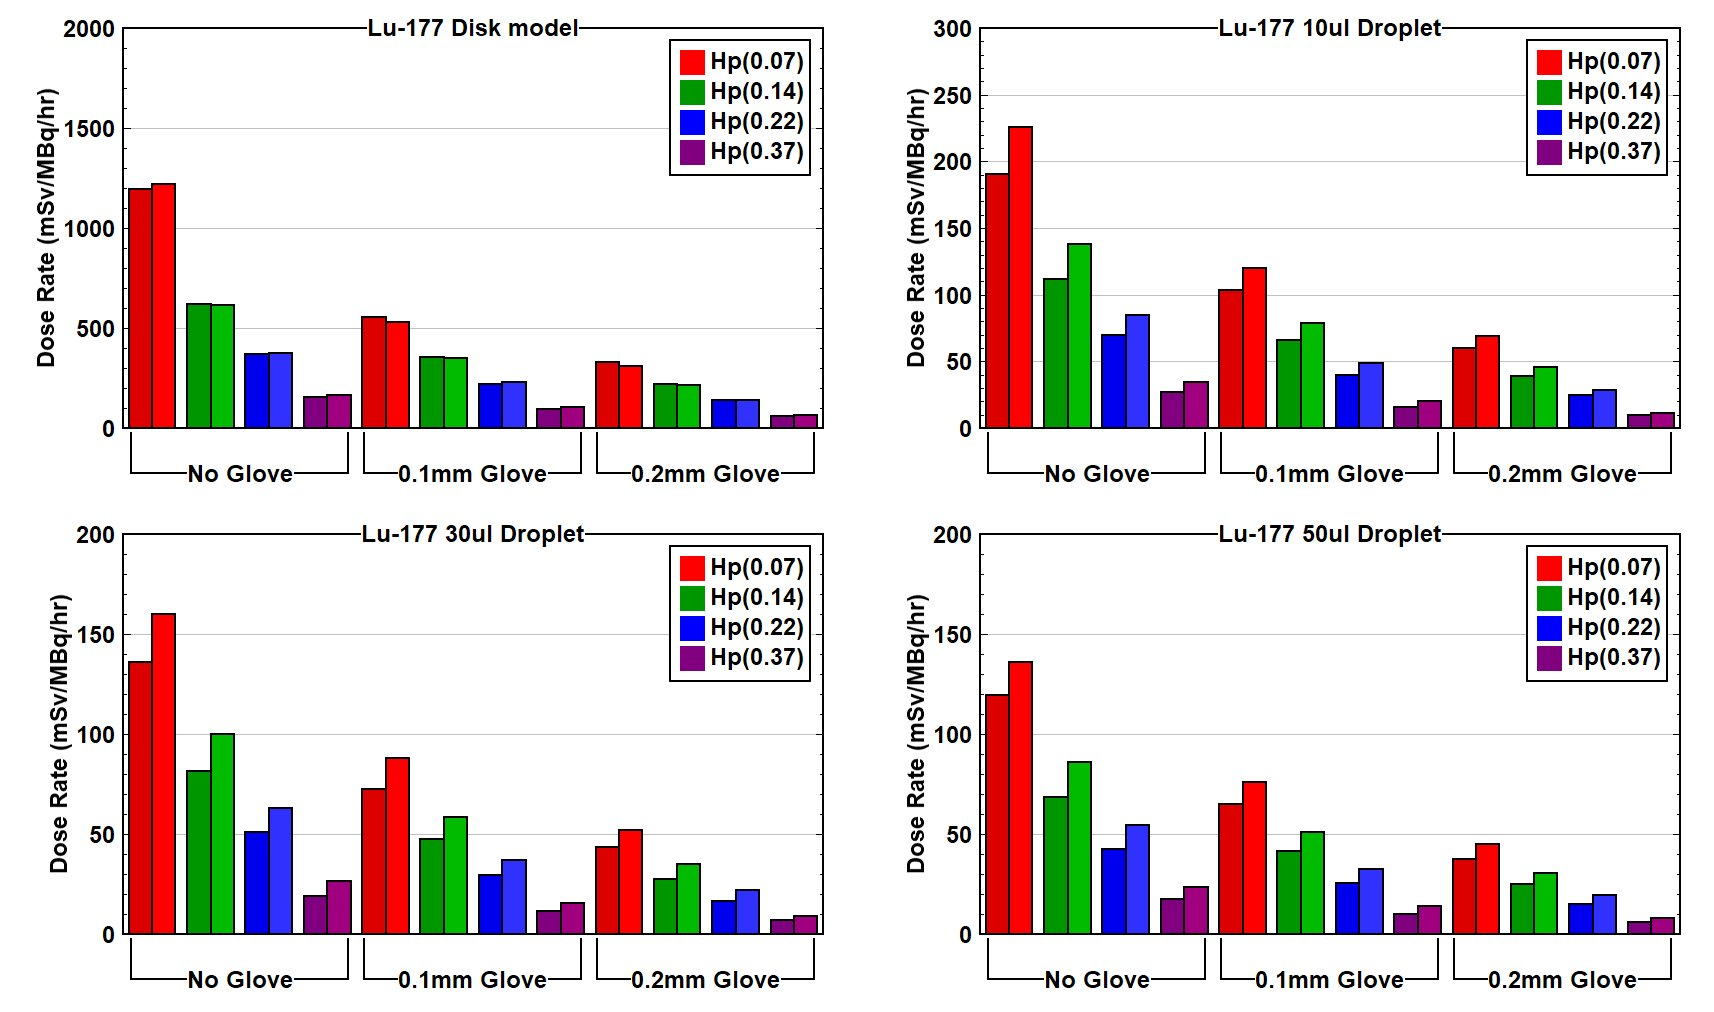 Lu-177 Disk model
Dose Rate (mSv/MBq/hr)
2000
1500
1000
500
0
Hp(0.07)
Hp(0.14)
Hp(0.22)
Hp(0.37)
No Glove 0.1mm Glove 0.2mm Glove
Lu-177 10ul Droplet
Dose Rate (mSv/MBq/hr)
300
250
200
150
100
50
0
Hp(0.07)
Hp(0.14)
Hp(0.22)
Hp(0.37)
No Glove 0.1mm Glove 0.2mm Glove
Lu-177 30ul Droplet
Dose Rate (mSv/MBq/hr)
200
150
100
50
0
Hp(0.07)
Hp(0.14)
Hp(0.22)
Hp(0.37)
No Glove 0.1mm Glove 0.2mm Glove
Lu-177 50ul Droplet
Dose Rate (mSv/MBq/hr)
200
150
100
50
0
Hp(0.07)
Hp(0.14)
Hp(0.22)
Hp(0.37)
No Glove 0.1mm Glove 0.2mm Glove